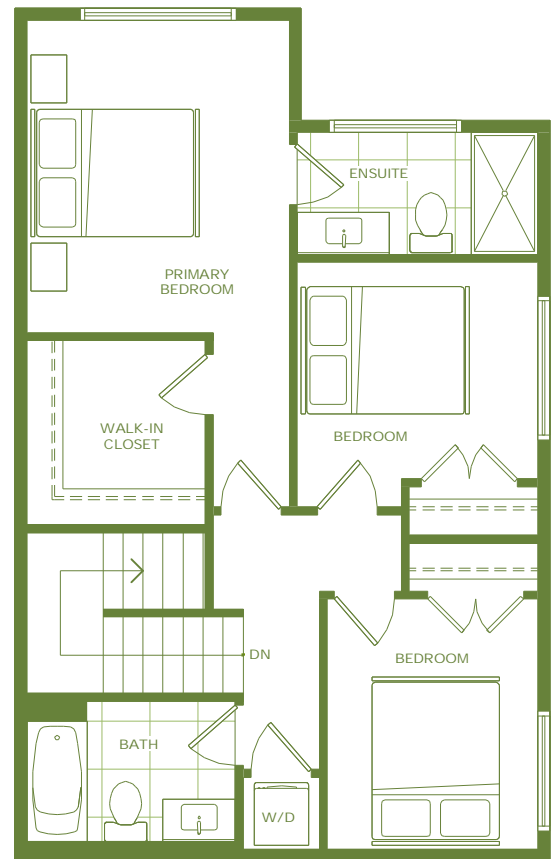 ENSUITE
PRIMARY
BEDROOM
WALK-IN
CLOSET
BEDROOM
DN
BEDROOM
BATH
W/D